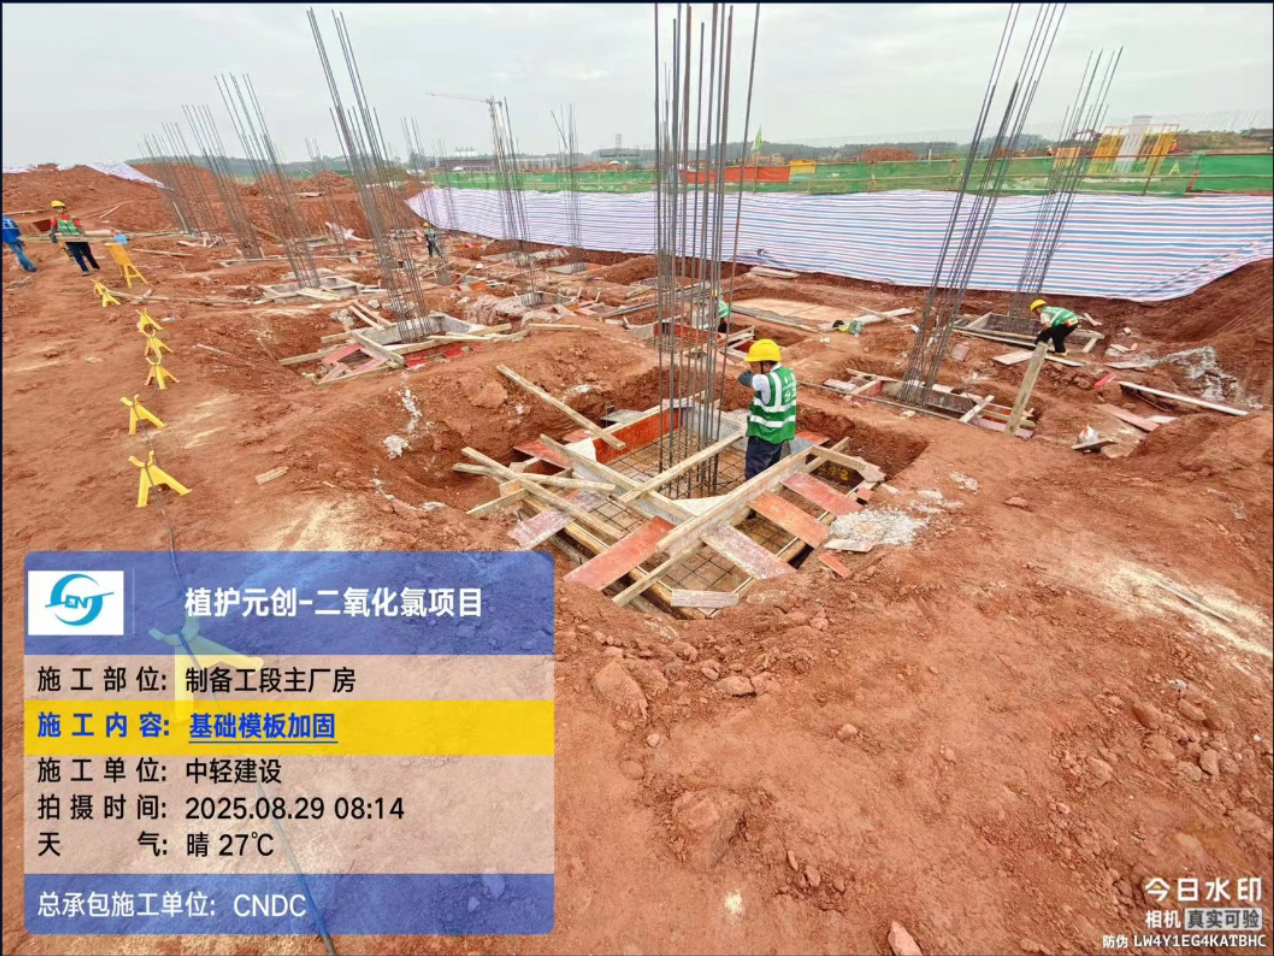 CNT
植护元创-二氧化氯项目
施工部位: 制备工段主厂房
施工内容: 基础模板加固
施工单位: 中轻建设
拍摄时间: 2025.08.29 08:14
天气: 晴 27℃
总承包施工单位: CNDC
今日水印
相机 真实可验
防伪 LW4Y1EG4KATBHC